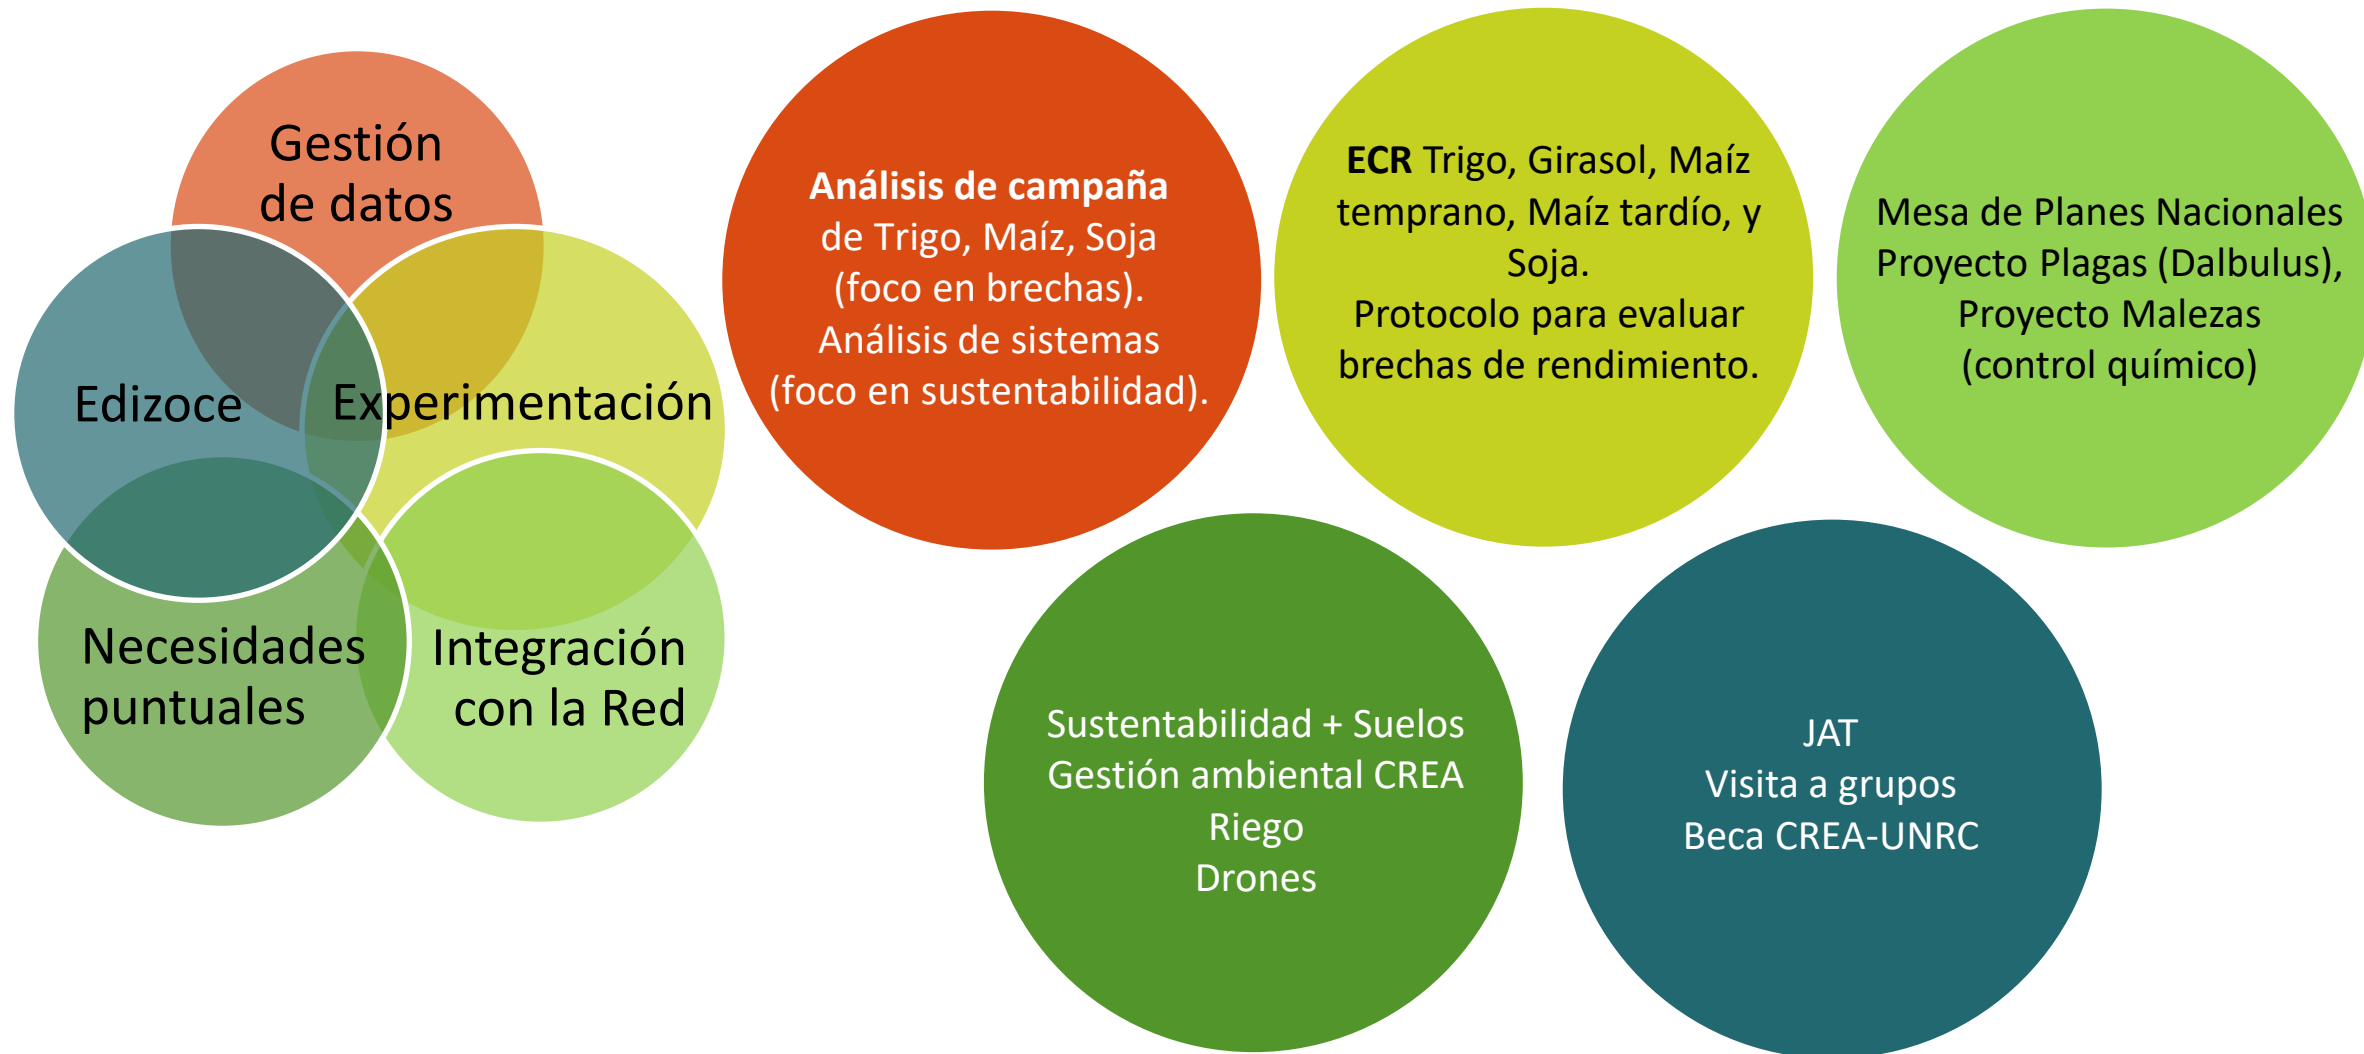 Gestión
de datos
Edizoce
Experimentación
Necesidades
puntuales
Integración
con la Red
Análisis de campaña
de Trigo, Maíz, Soja
(foco en brechas).
Análisis de sistemas
(foco en sustentabilidad).
ECR Trigo, Girasol, Maíz
temprano, Maíz tardío, y
Soja.
Protocolo para evaluar
brechas de rendimiento.
Mesa de Planes Nacionales
Proyecto Plagas (Dalbulus),
Proyecto Malezas
(control químico)
Sustentabilidad + Suelos
Gestión ambiental CREA
Riego
Drones
JAT
Visita a grupos
Beca CREA-UNRC